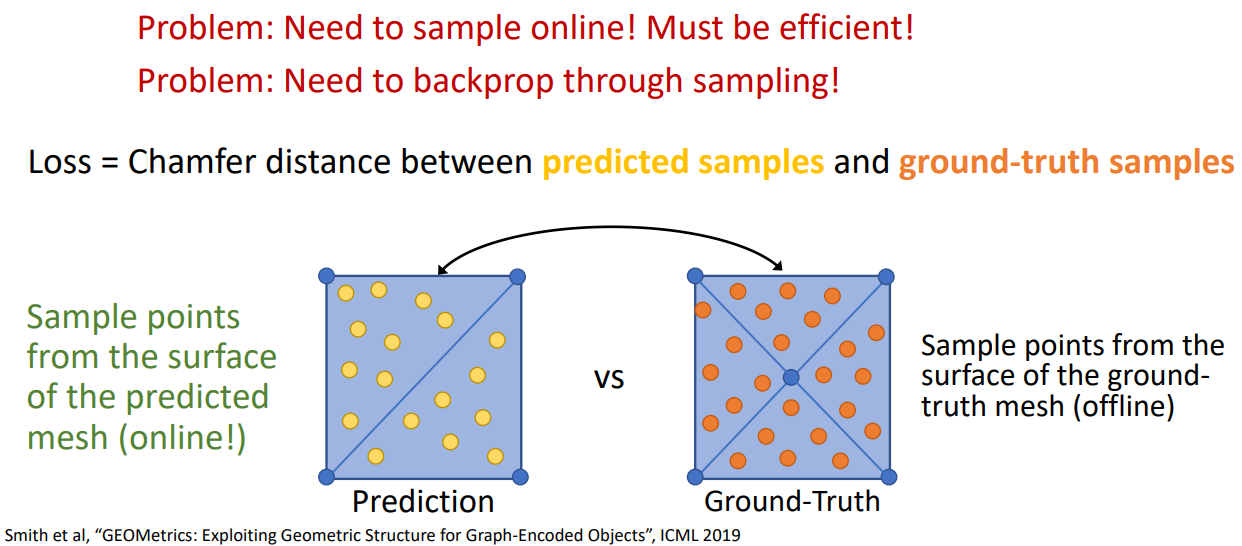 Problem: Need to sample online! Must be efficient!
Problem: Need to backprop through sampling!
Loss = Chamfer distance between predicted samples and ground-truth samples
Sample points
from the surface
of the predicted
mesh (online!)
vs
Sample points from the
surface of the ground-
truth mesh (offline)
Prediction
Ground-Truth
Smith et al, “GEOMetrics: Exploiting Geometric Structure for Graph-Encoded Objects”, ICML 2019